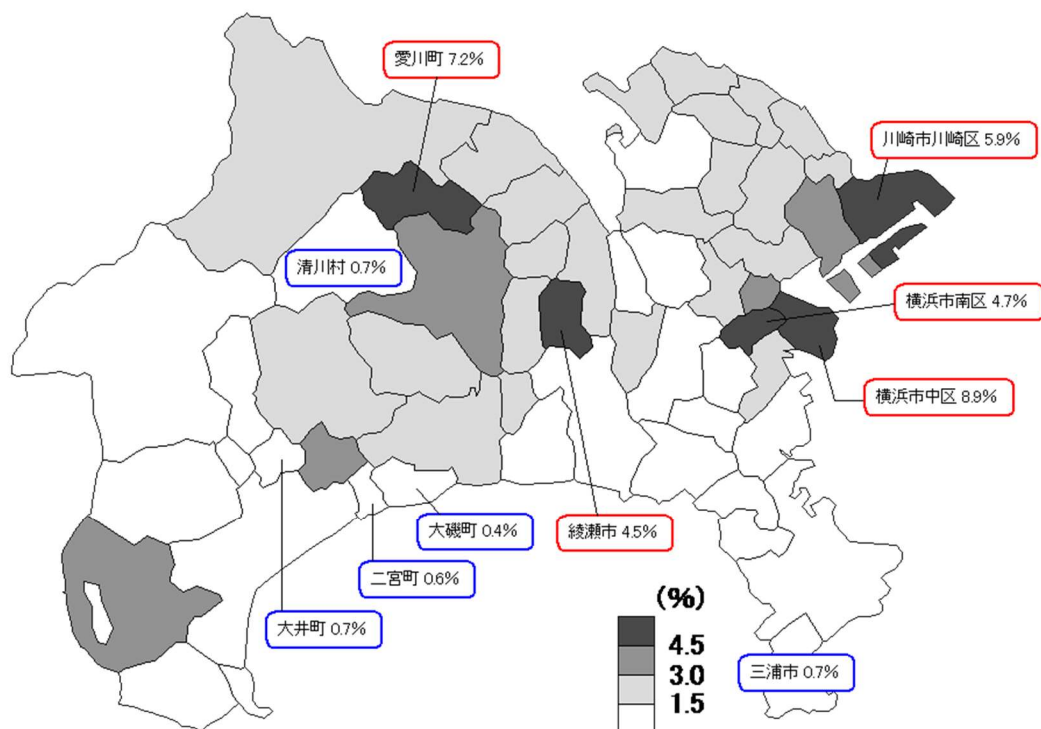 愛川町 7.2%
川崎市川崎区 5.9%
清川村 0.7%
横浜市南区 4.7%
横浜市中区 8.9%
大磯町 0.4%
綾瀬市 4.5%
二宮町 0.6%
大井町 0.7%
(%)
4.5
3.0
1.5
三浦市 0.7%